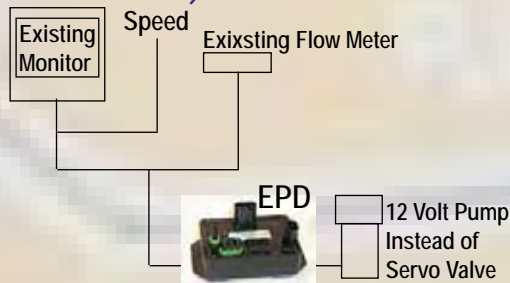 Existing
Monitor
Speed
Exixsting Flow Meter
EPD
12 Volt Pump
Instead of
Servo Valve